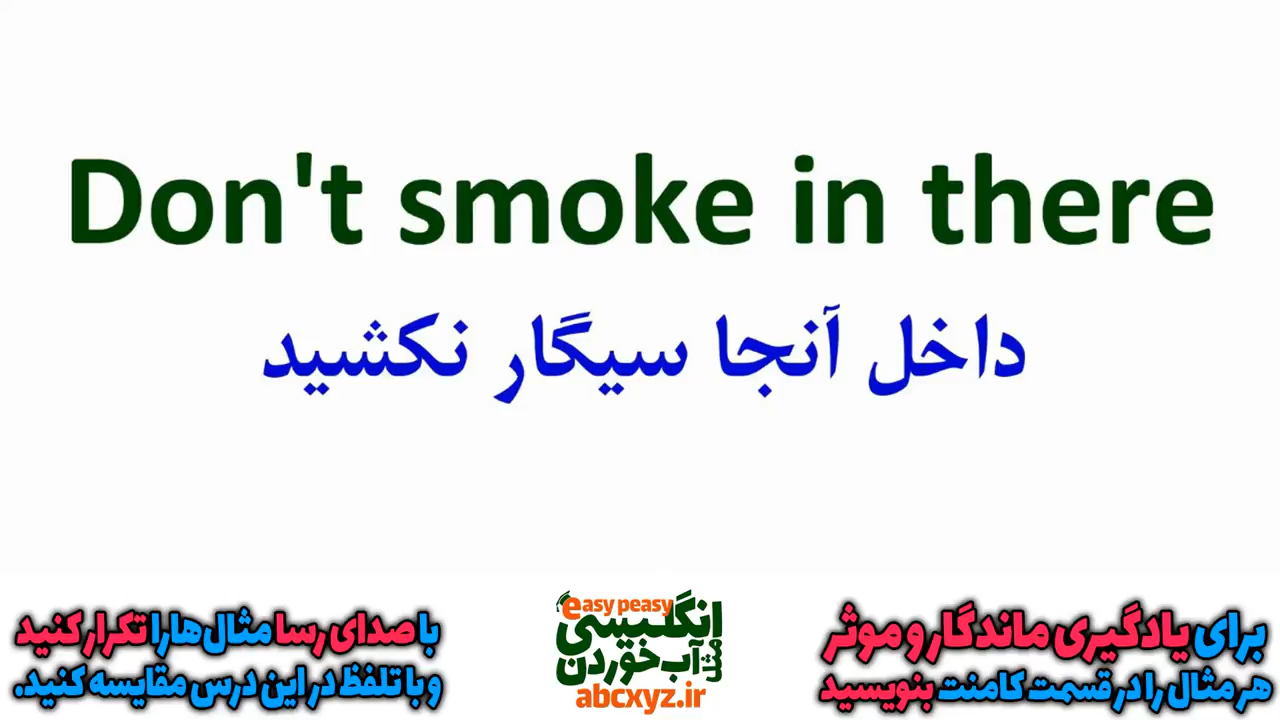 Don't smoke in there
داخل آنجا سیگار نکشید
برای یادگیری ماندگار و موثر
هر مثال را در قسمت کامنت بنویسید
easy peasy
انگلیسی
مثل آب خوردن
abcxyz.ir
با صدای رسا مثال‌ها را تکرار کنید
و با تلفظ در این درس مقایسه کنید.